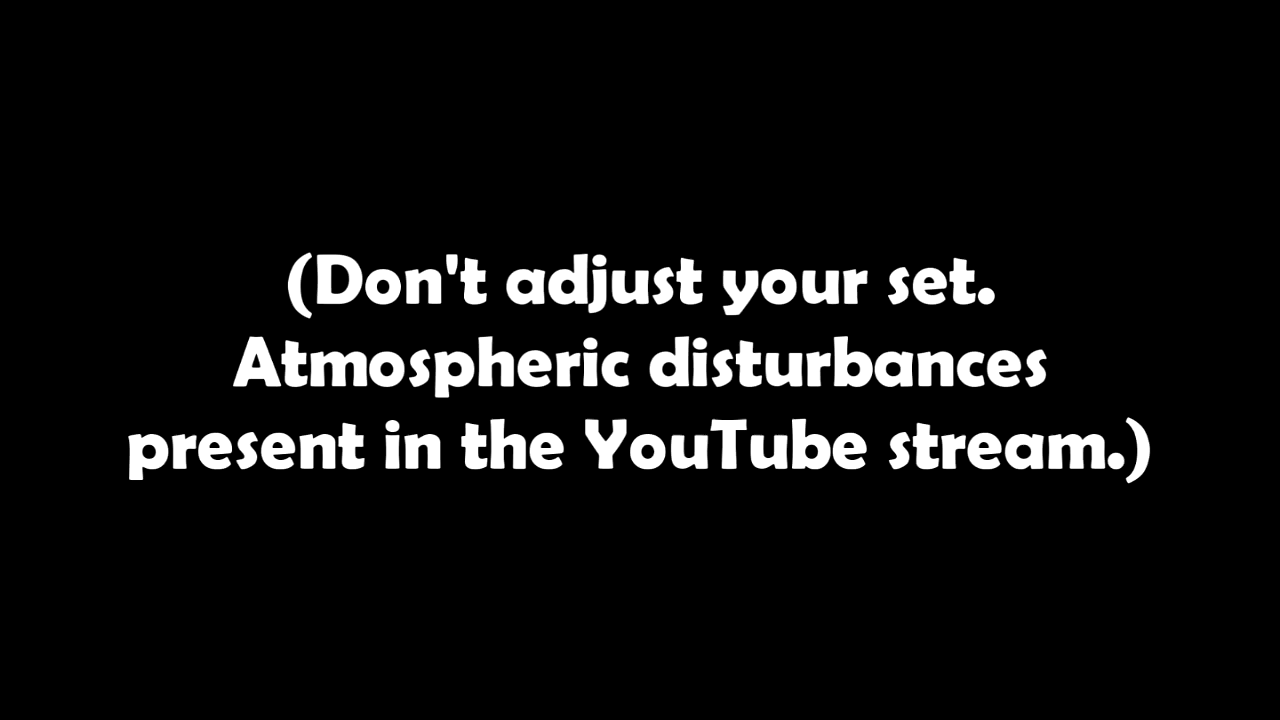 (Don't adjust your set.
Atmospheric disturbances
present in the YouTube stream.)